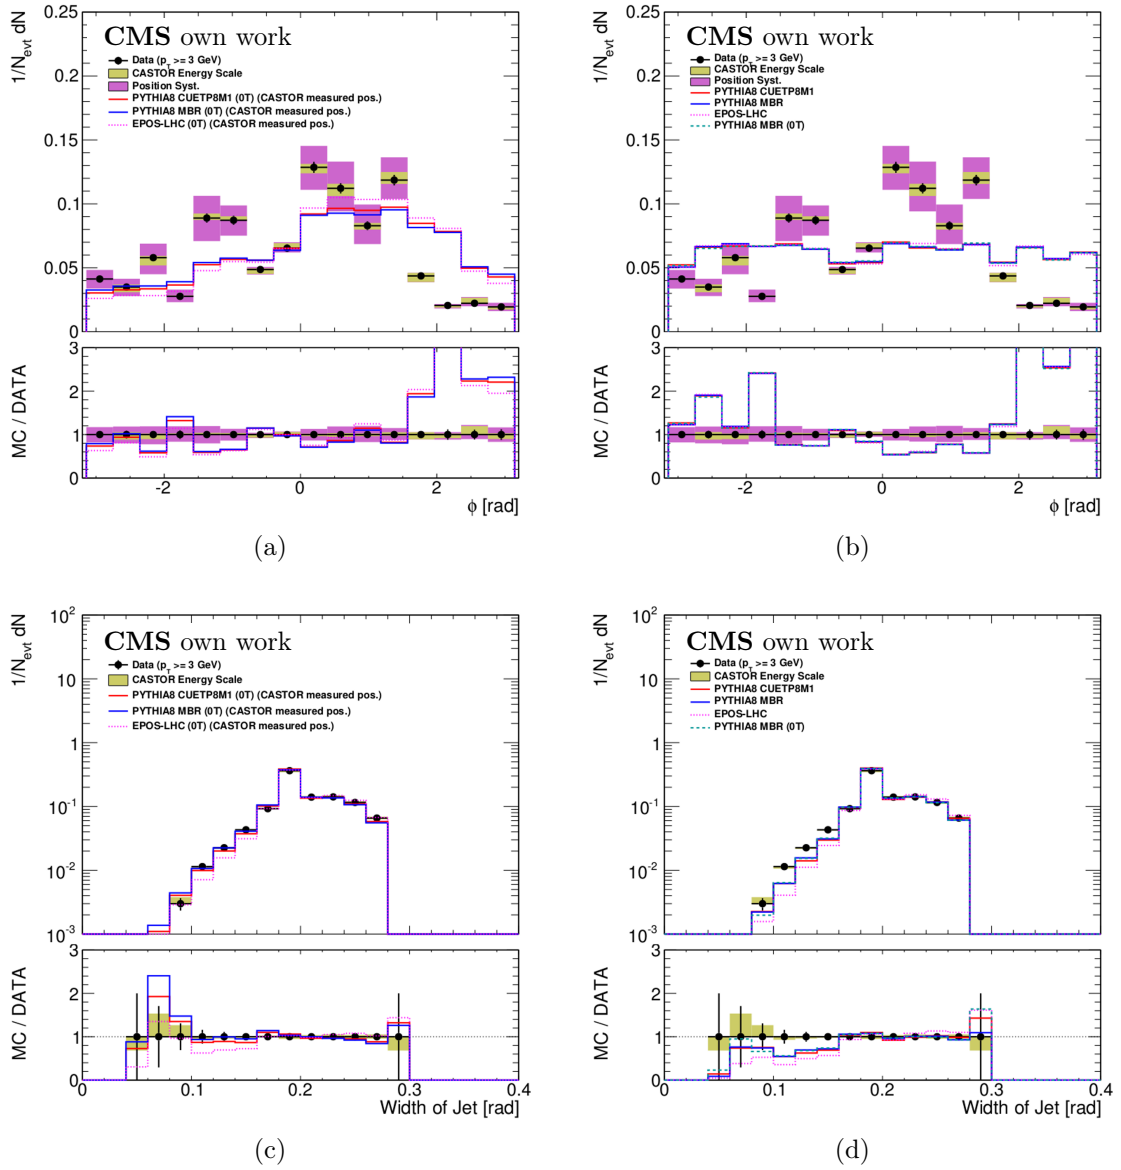 CMS own work
1/N_evt dN
Data (p_T >= 3 GeV)
CASTOR Energy Scale
Position Syst.
PYTHIA8 CUETP8M1 (0T) (CASTOR measured pos.)
PYTHIA8 MBR (0T) (CASTOR measured pos.)
EPOS-LHC (0T) (CASTOR measured pos.)
0.25
0.2
0.15
0.1
0.05
0
MC / DATA
3
2
1
0
-2 0 2
ϕ [rad]
(a)
CMS own work
1/N_evt dN
Data (p_T >= 3 GeV)
CASTOR Energy Scale
Position Syst.
PYTHIA8 CUETP8M1
PYTHIA8 MBR
EPOS-LHC
PYTHIA8 MBR (0T)
0.25
0.2
0.15
0.1
0.05
0
MC / DATA
3
2
1
0
-2 0 2
ϕ [rad]
(b)
CMS own work
1/N_evt dN
Data (p_T >= 3 GeV)
CASTOR Energy Scale
PYTHIA8 CUETP8M1 (0T) (CASTOR measured pos.)
PYTHIA8 MBR (0T) (CASTOR measured pos.)
EPOS-LHC (0T) (CASTOR measured pos.)
10^2
10
1
10^-1
10^-2
10^-3
MC / DATA
3
2
1
0
0 0.1 0.2 0.3 0.4
Width of Jet [rad]
(c)
CMS own work
1/N_evt dN
Data (p_T >= 3 GeV)
CASTOR Energy Scale
PYTHIA8 CUETP8M1
PYTHIA8 MBR
EPOS-LHC
PYTHIA8 MBR (0T)
10^2
10
1
10^-1
10^-2
10^-3
MC / DATA
3
2
1
0
0 0.1 0.2 0.3 0.4
Width of Jet [rad]
(d)